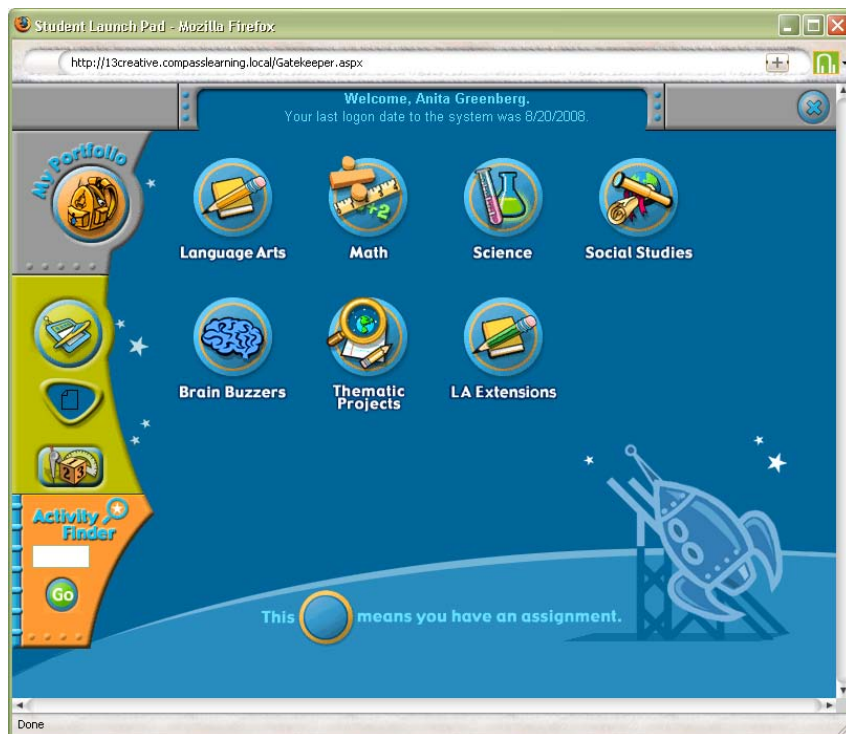 Student Launch Pad - Mozilla Firefox
http://13creative.compasslearning.local/Gatekeeper.aspx
Welcome, Anita Greenberg.
Your last logon date to the system was 8/20/2008.
My Portfolio
Language Arts
Math
Science
Social Studies
Brain Buzzers
Thematic
Projects
LA Extensions
Activity
Finder
Go
This means you have an assignment.
Done